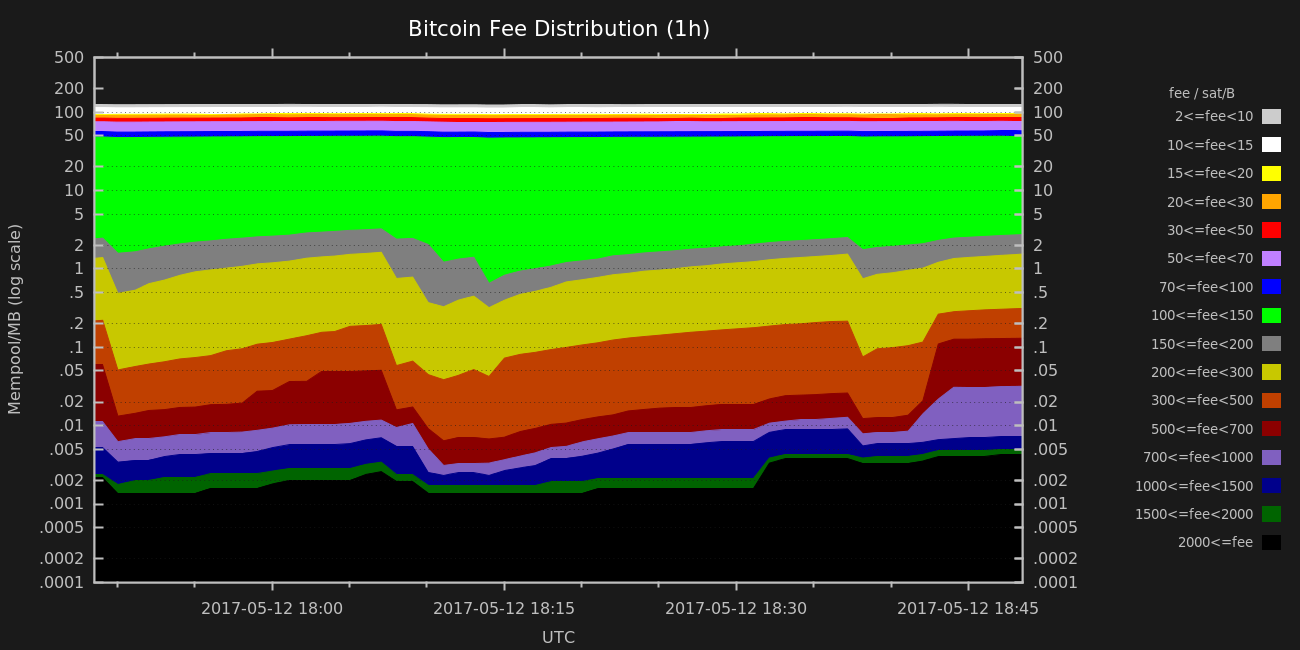 Bitcoin Fee Distribution (1h)
500
200
100
50
20
10
5
2
1
.5
.2
.1
.05
.02
.01
.005
.002
.001
.0005
.0002
.0001
Mempool/MB (log scale)
500
200
100
50
20
10
5
2
1
.5
.2
.1
.05
.02
.01
.005
.002
.001
.0005
.0002
.0001
2017-05-12 18:00
2017-05-12 18:15
2017-05-12 18:30
2017-05-12 18:45
UTC
fee / sat/B
2<=fee<10
10<=fee<15
15<=fee<20
20<=fee<30
30<=fee<50
50<=fee<70
70<=fee<100
100<=fee<150
150<=fee<200
200<=fee<300
300<=fee<500
500<=fee<700
700<=fee<1000
1000<=fee<1500
1500<=fee<2000
2000<=fee